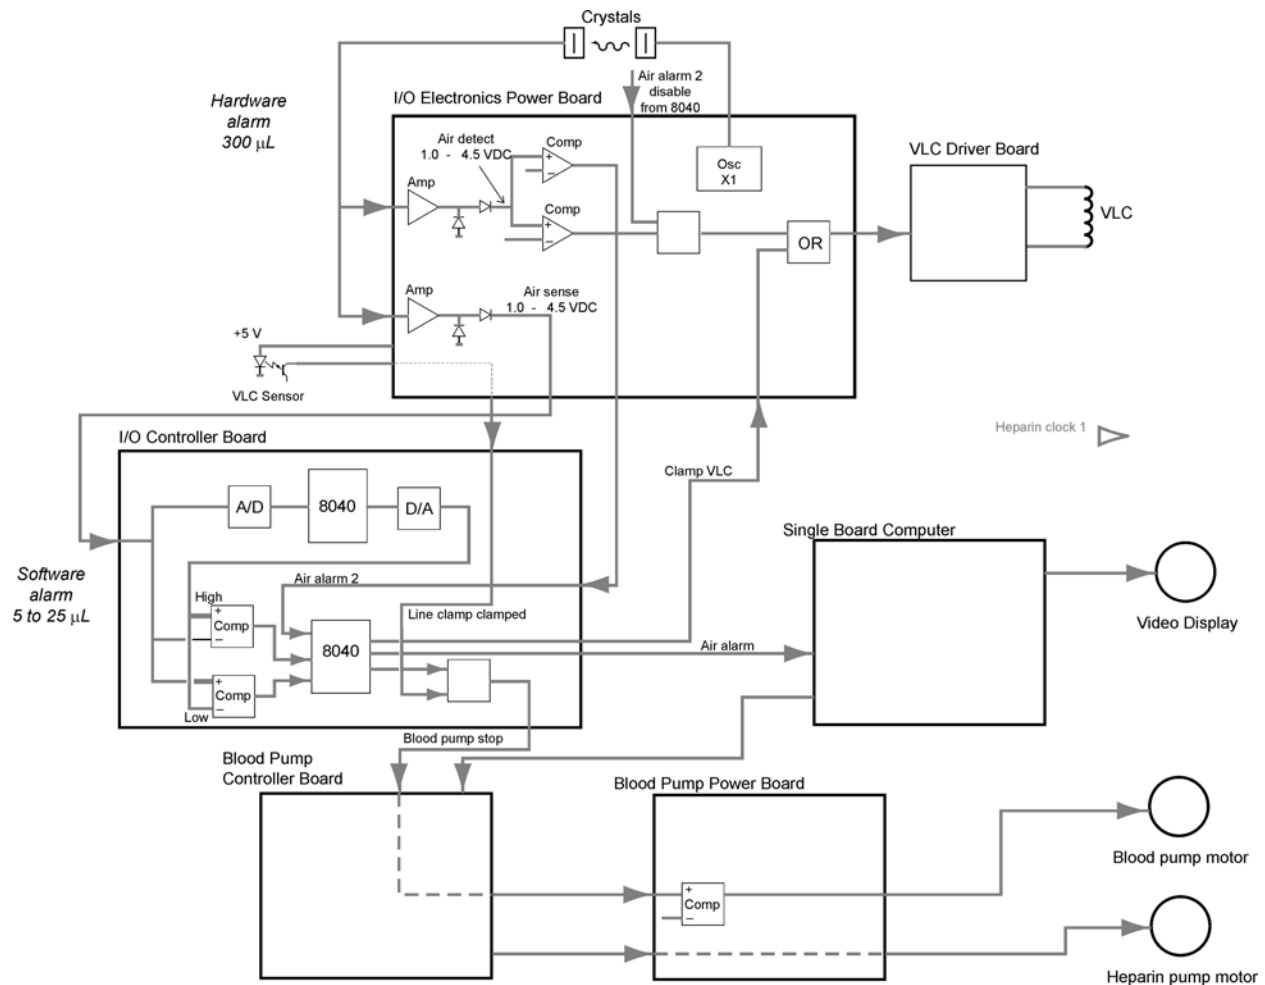 Crystals
Hardware
alarm
300 µL
I/O Electronics Power Board
Air alarm 2
disable
from 8040
Air detect
1.0 - 4.5 VDC
Comp
+
−
Amp
Osc
X1
VLC Driver Board
Comp
+
−
VLC
OR
Amp
Air sense
1.0 - 4.5 VDC
+5 V
VLC Sensor
Heparin clock 1
I/O Controller Board
Clamp VLC
A/D
8040
D/A
Single Board Computer
Software
alarm
5 to 25 µL
Air alarm 2
High
+
Comp
−
Line clamp clamped
8040
Air alarm
Video Display
+
Comp
−
Low
Blood pump stop
Blood Pump
Controller Board
Blood Pump Power Board
Blood pump motor
+
Comp
−
Heparin pump motor